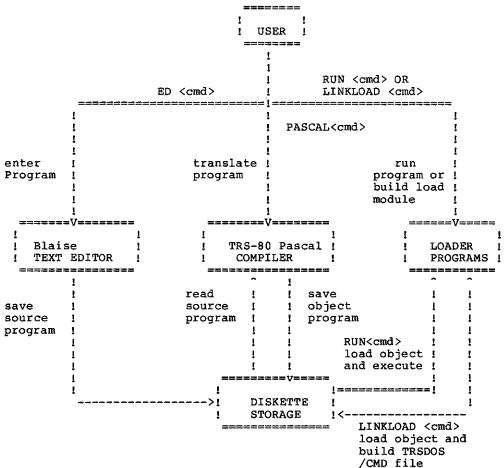 USER
ED <cmd>
RUN <cmd> OR
LINKLOAD <cmd>
PASCAL<cmd>
enter
Program
translate
program
run
program or
build load
module
Blaise
TEXT EDITOR
TRS-80 Pascal
COMPILER
LOADER
PROGRAMS
save
source
program
read
source
program
save
object
program
RUN<cmd>
load object
and execute
DISKETTE
STORAGE
LINKLOAD <cmd>
load object and
build TRSDOS
/CMD file